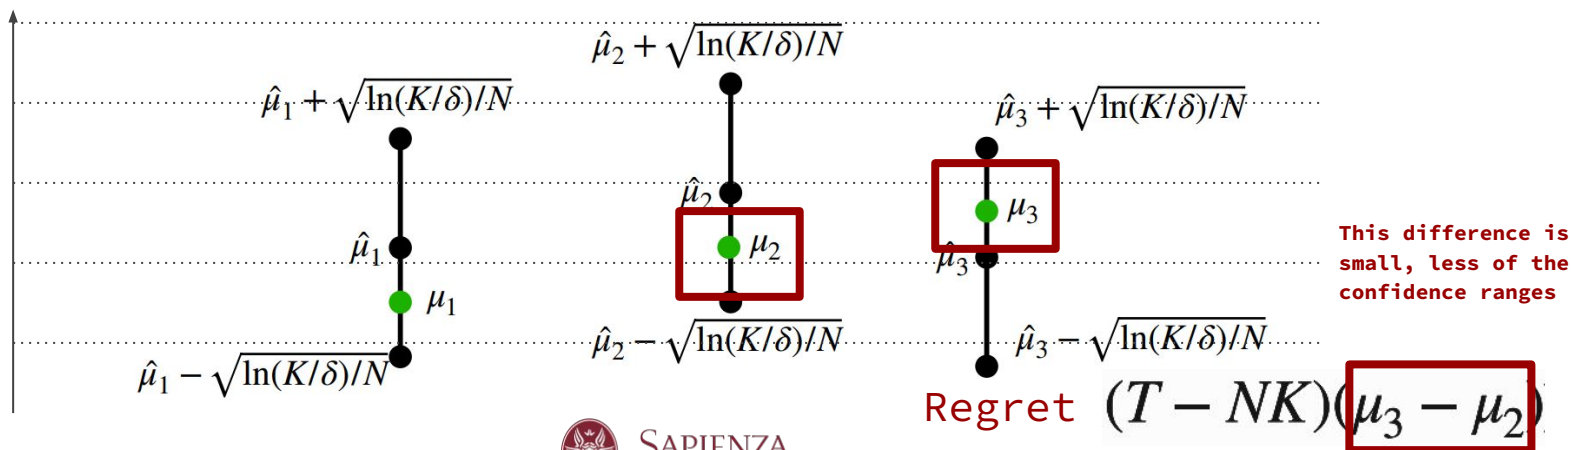 μ̂₂ + √ln(K/δ)/N
μ̂₁ + √ln(K/δ)/N
μ̂₃ + √ln(K/δ)/N
μ̂₂
μ₃
μ̂₁
μ₂
μ̂₃
This difference is
small, less of the
confidence ranges
μ₁
μ̂₂ − √ln(K/δ)/N
μ̂₃ − √ln(K/δ)/N
μ̂₁ − √ln(K/δ)/N
Regret (T − NK)(μ₃ − μ₂)
SAPIENZA